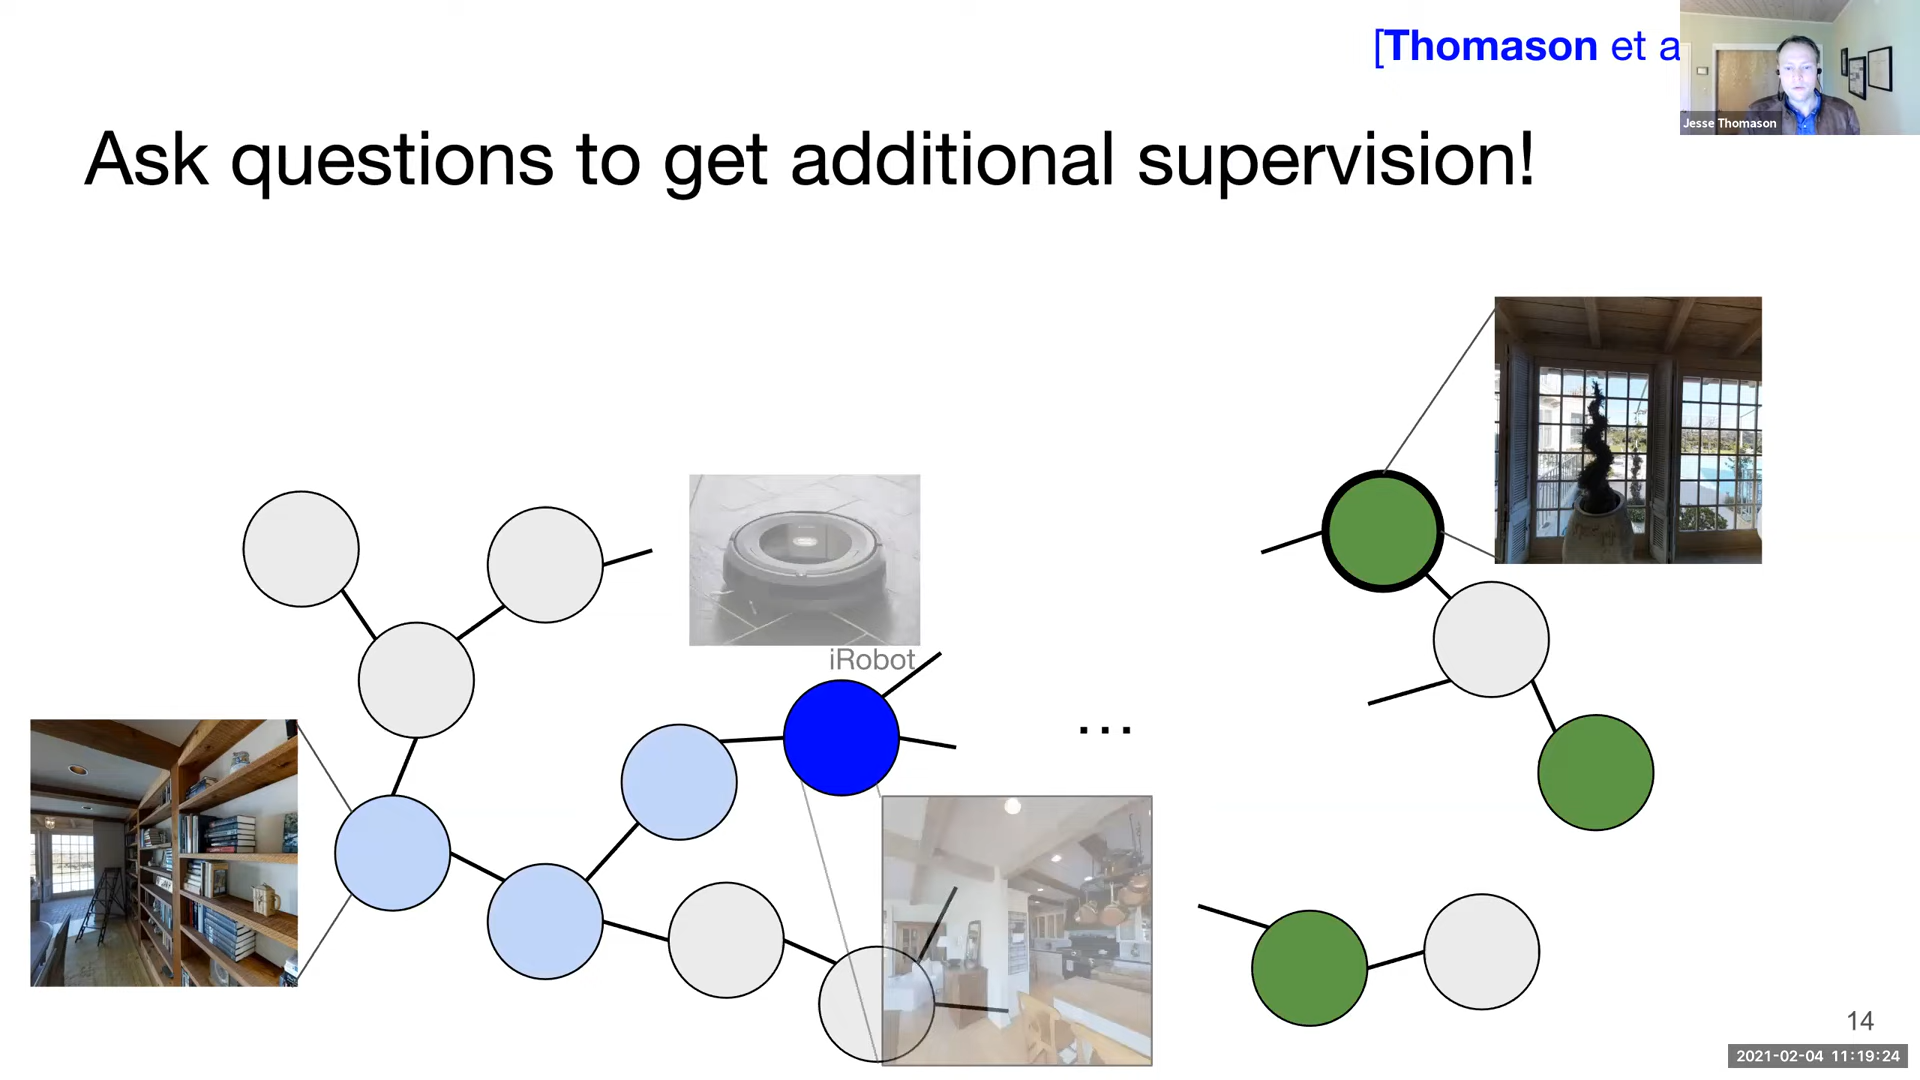 [Thomason et a
Jesse Thomason
Ask questions to get additional supervision!
iRobot
...
14
2021-02-04 11:19:24